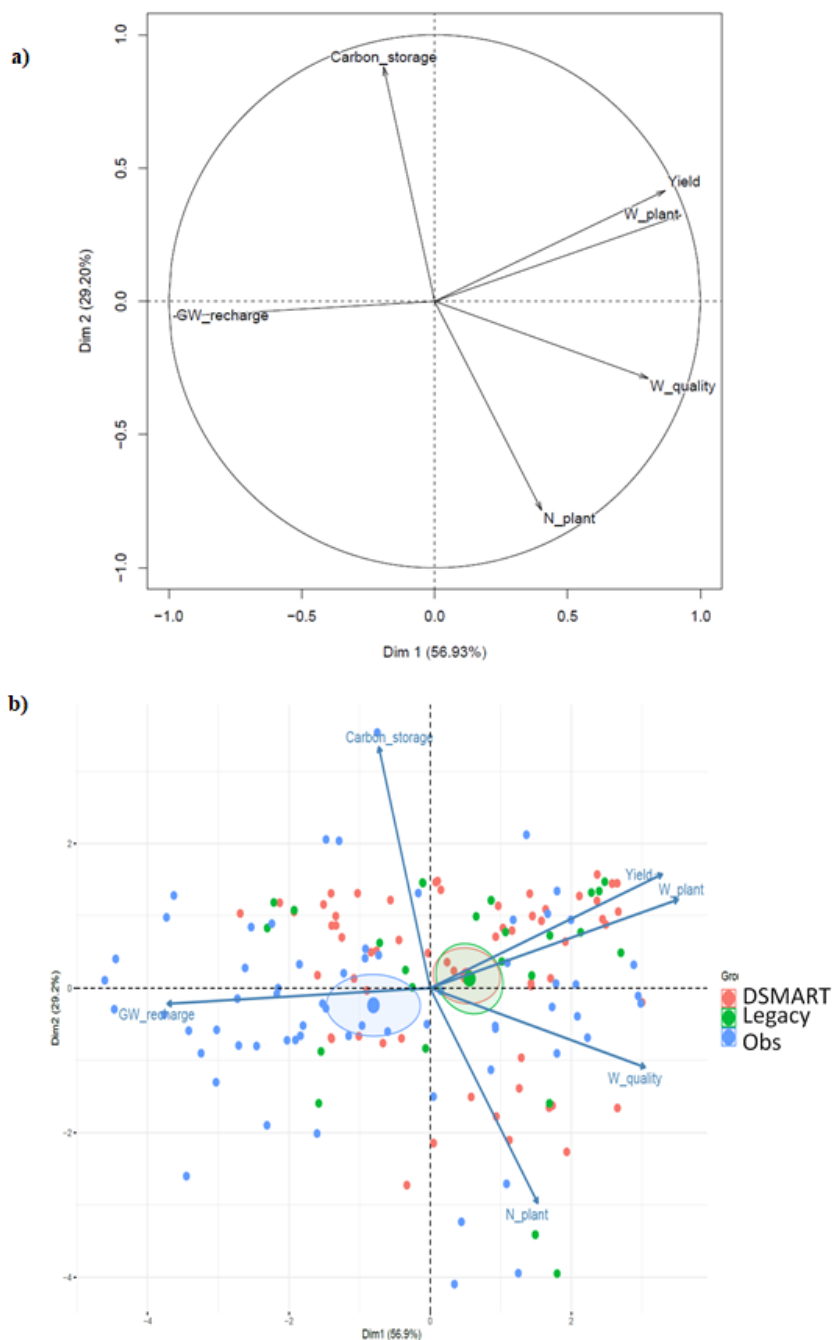 a)
1.0
0.5
0.0
−0.5
−1.0
Dim 2 (29.20%)
Carbon_storage
Yield
W_plant
GW_recharge
W_quality
N_plant
−1.0
−0.5
0.0
0.5
1.0
Dim 1 (56.93%)
b)
2
0
-2
-4
Dim2 (29.2%)
Carbon_storage
Yield
W_plant
GW_recharge
W_quality
N_plant
Grou
DSMART
Legacy
Obs
-4
-2
0
2
Dim1 (56.9%)